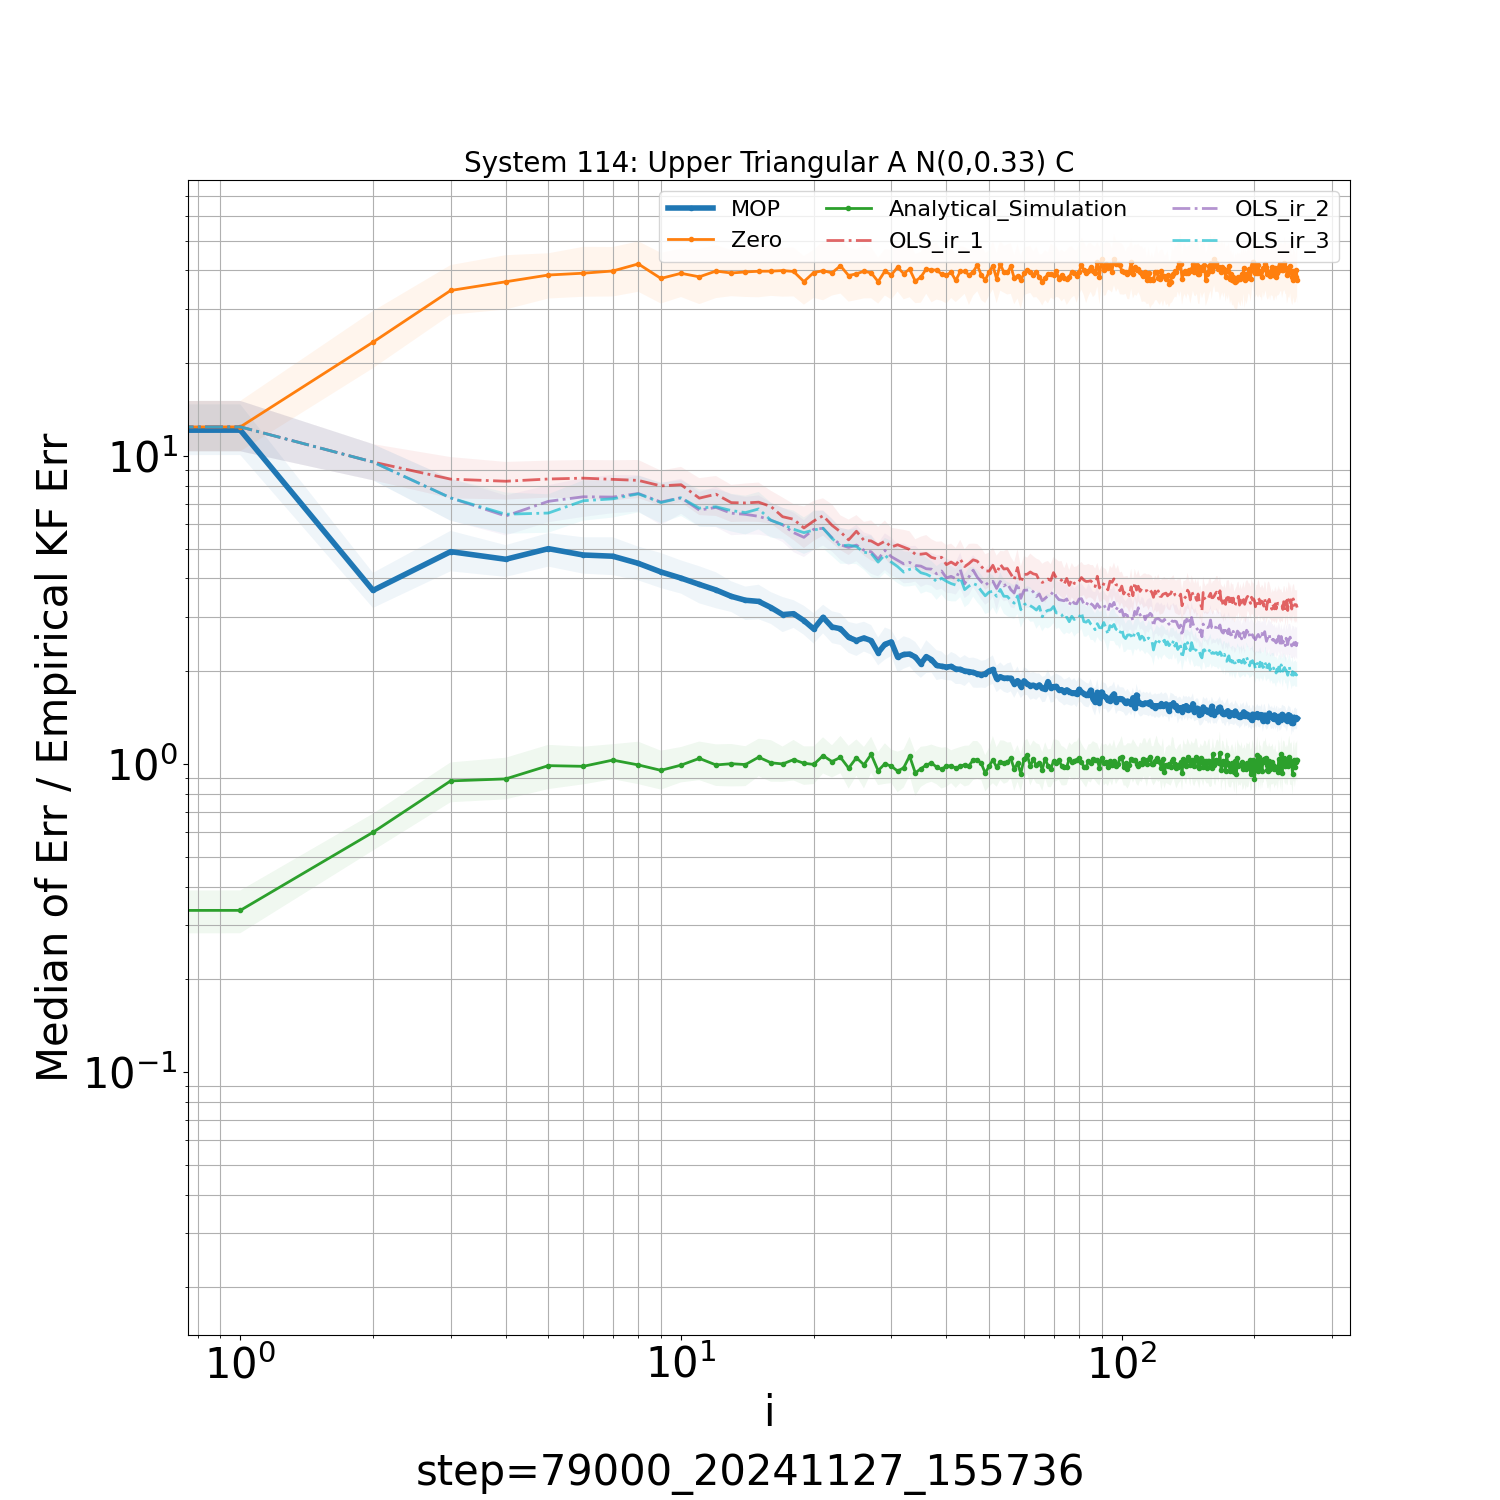 System 114: Upper Triangular A N(0,0.33) C
MOP
Zero
Analytical_Simulation
OLS_ir_1
OLS_ir_2
OLS_ir_3
Median of Err / Empirical KF Err
10¹
10⁰
10⁻¹
10⁰ 10¹ 10²
i
step=79000_20241127_155736